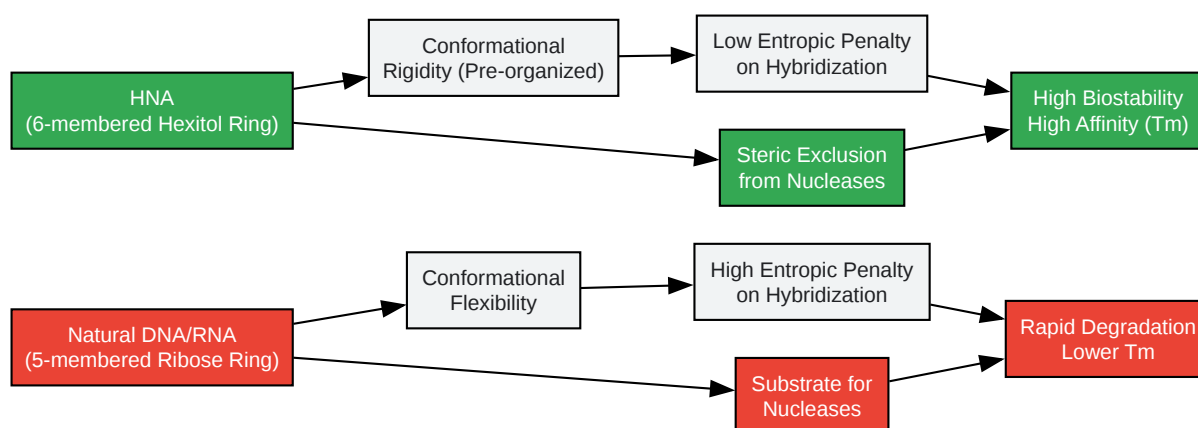 Conformational
Rigidity (Pre-organized)
Low Entropic Penalty
on Hybridization
HNA
(6-membered Hexitol Ring)
High Biostability
High Affinity (Tm)
Steric Exclusion
from Nucleases
Conformational
Flexibility
High Entropic Penalty
on Hybridization
Natural DNA/RNA
(5-membered Ribose Ring)
Rapid Degradation
Lower Tm
Substrate for
Nucleases